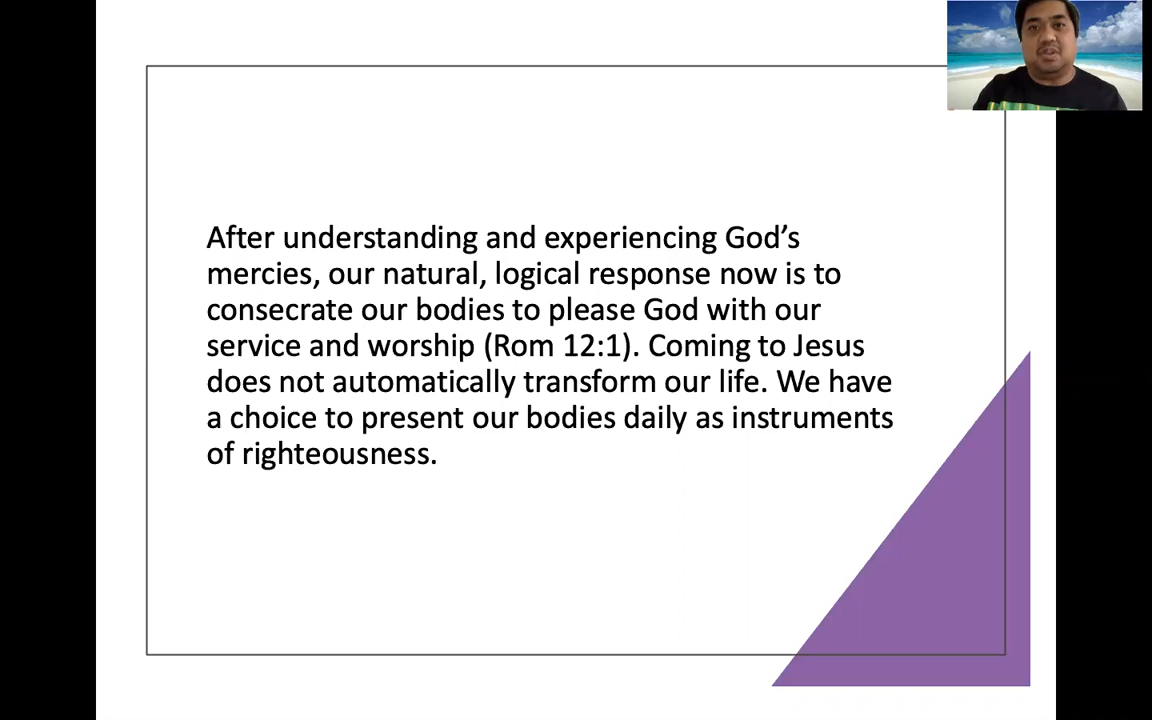 After understanding and experiencing God’s
mercies, our natural, logical response now is to
consecrate our bodies to please God with our
service and worship (Rom 12:1). Coming to Jesus
does not automatically transform our life. We have
a choice to present our bodies daily as instruments
of righteousness.